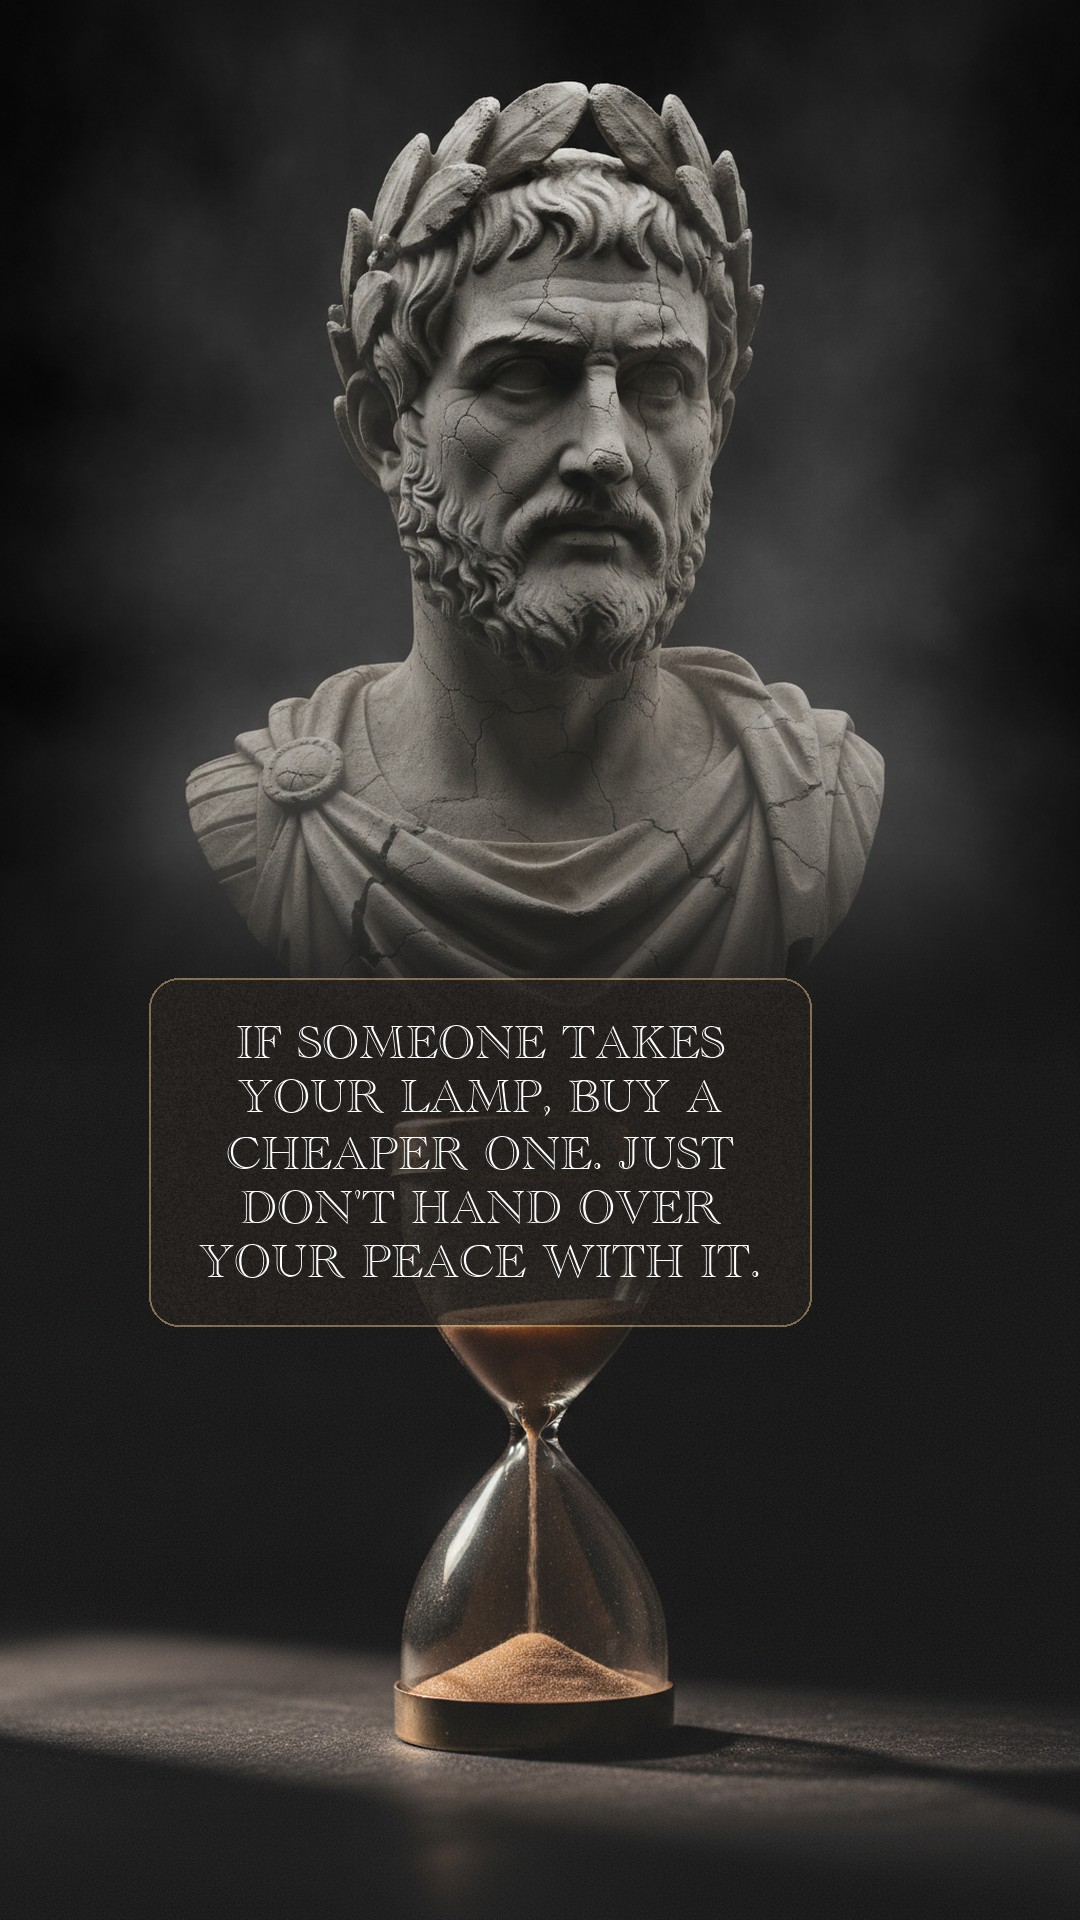 IF SOMEONE TAKES
YOUR LAMP, BUY A
CHEAPER ONE. JUST
DON'T HAND OVER
YOUR PEACE WITH IT.